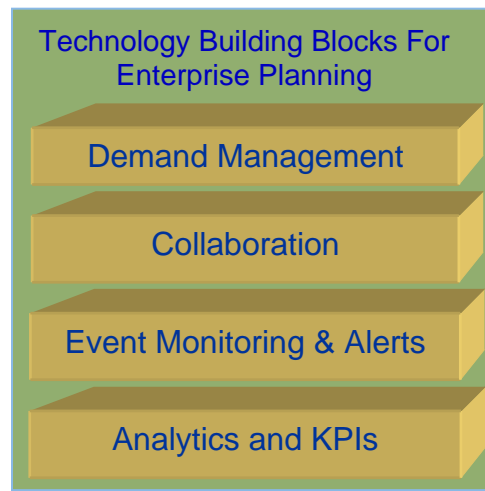 Technology Building Blocks For
Enterprise Planning
Demand Management
Collaboration
Event Monitoring & Alerts
Analytics and KPIs